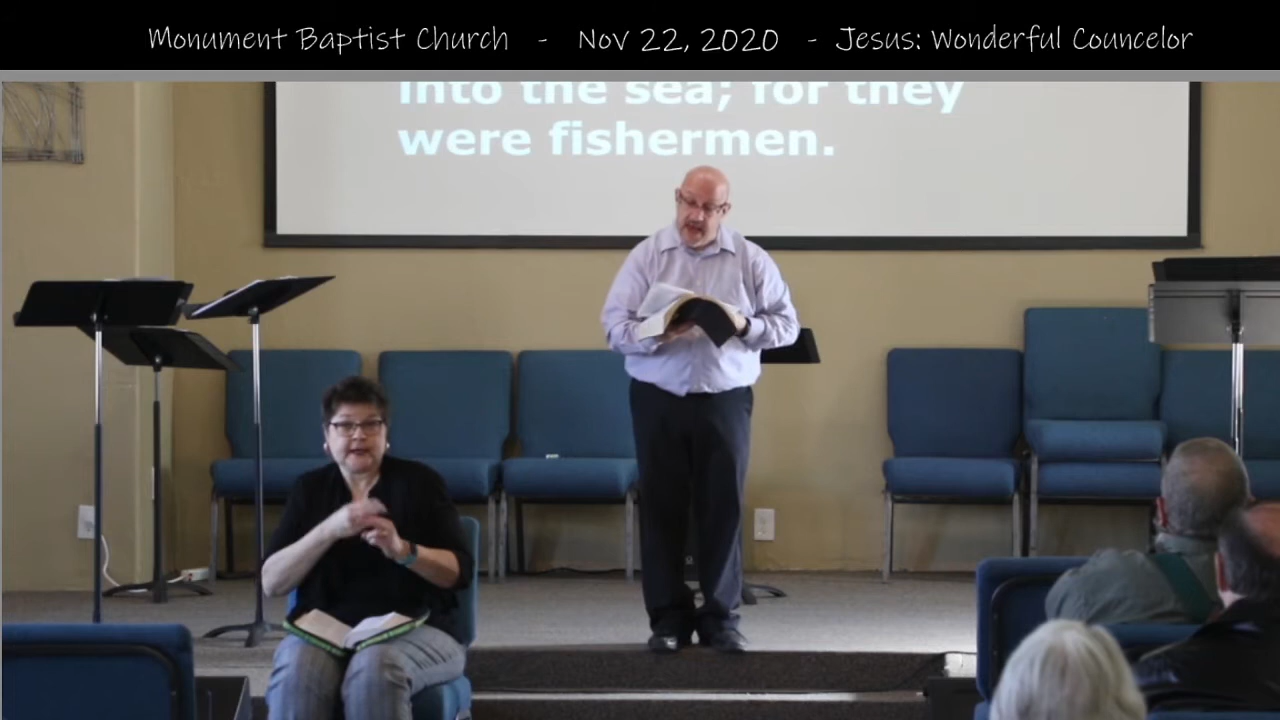 Monument Baptist Church - Nov 22, 2020 - Jesus: Wonderful Councelor
into the sea; for they
were fishermen.